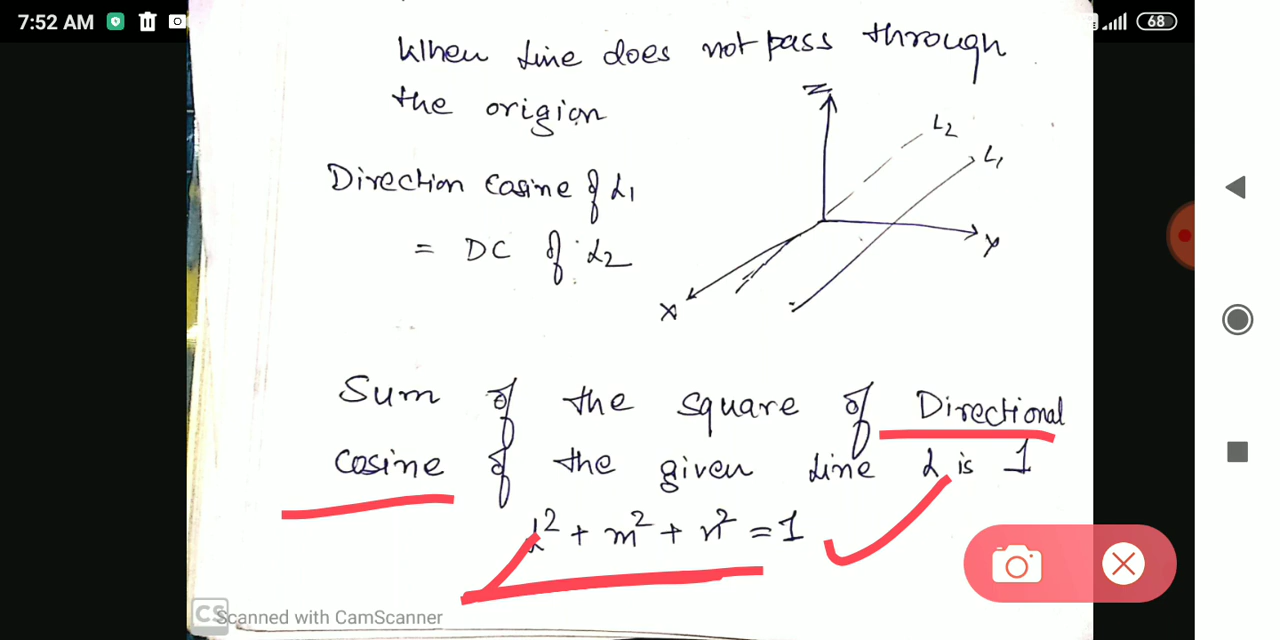 7:52 AM
68
When Line does not pass through
the origion
Z
L2
L1
Direction Cosine of L1
= DC of L2
Y
X
Sum of the square of Directional
Cosine of the given Line L is 1
l² + m² + n² = 1
CS Scanned with CamScanner